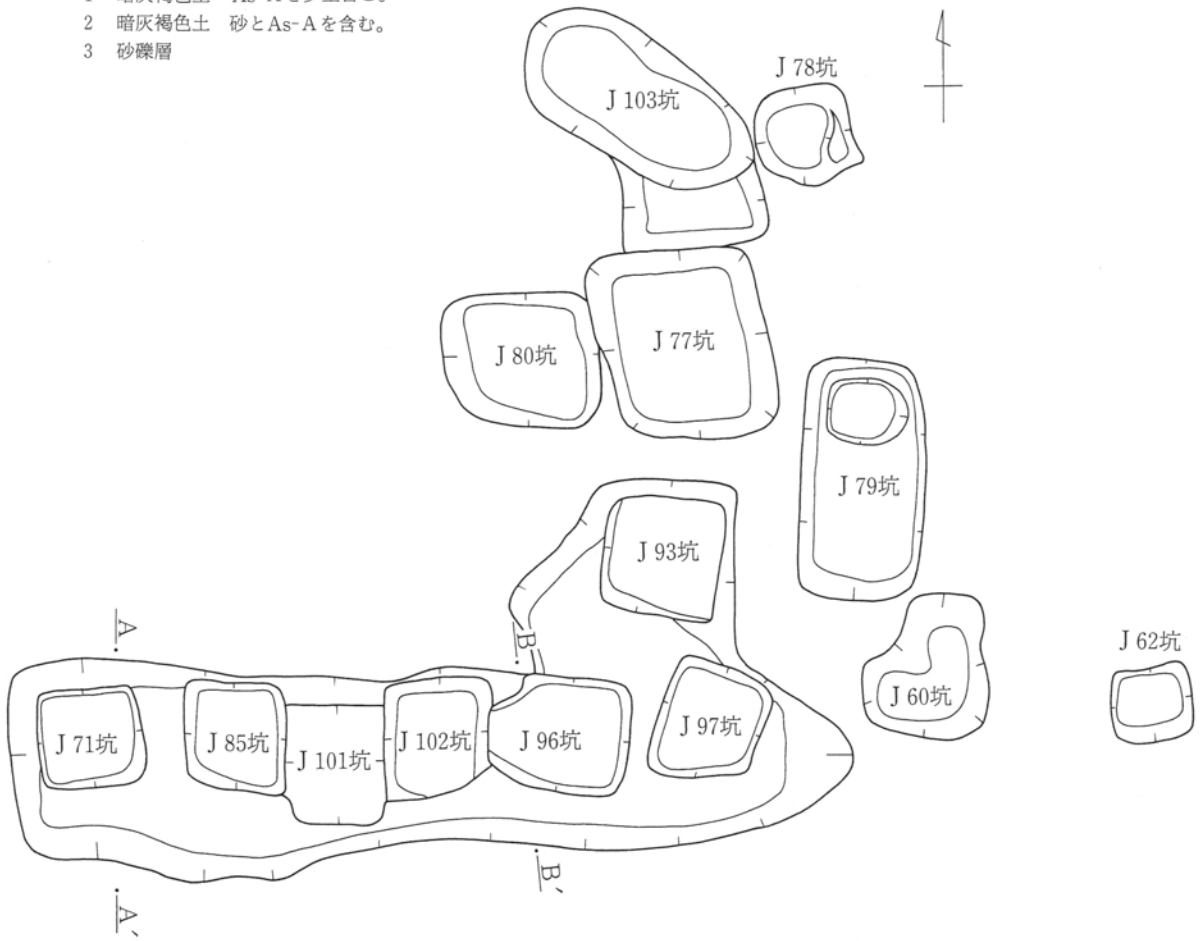 2 暗灰褐色土 砂とAs-Aを含む。
3 砂礫層
J 78坑
J 103坑
J 80坑
J 77坑
J 79坑
J 93坑
J 62坑
J 60坑
A
B
J 71坑
J 85坑
J 101坑
J 102坑
J 96坑
J 97坑
B′
A′